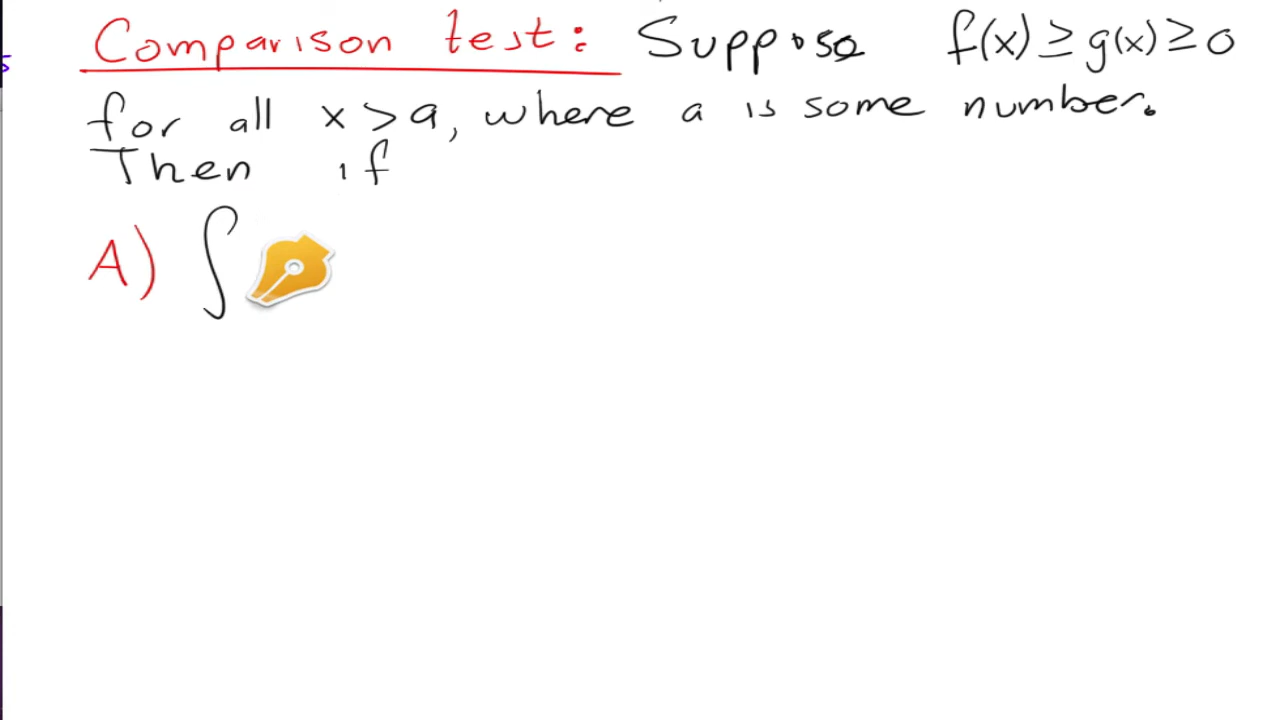 Comparison test: Suppose f(x) ≥ g(x) ≥ 0
for all x > a, where a is some number.
Then if
A) ∫